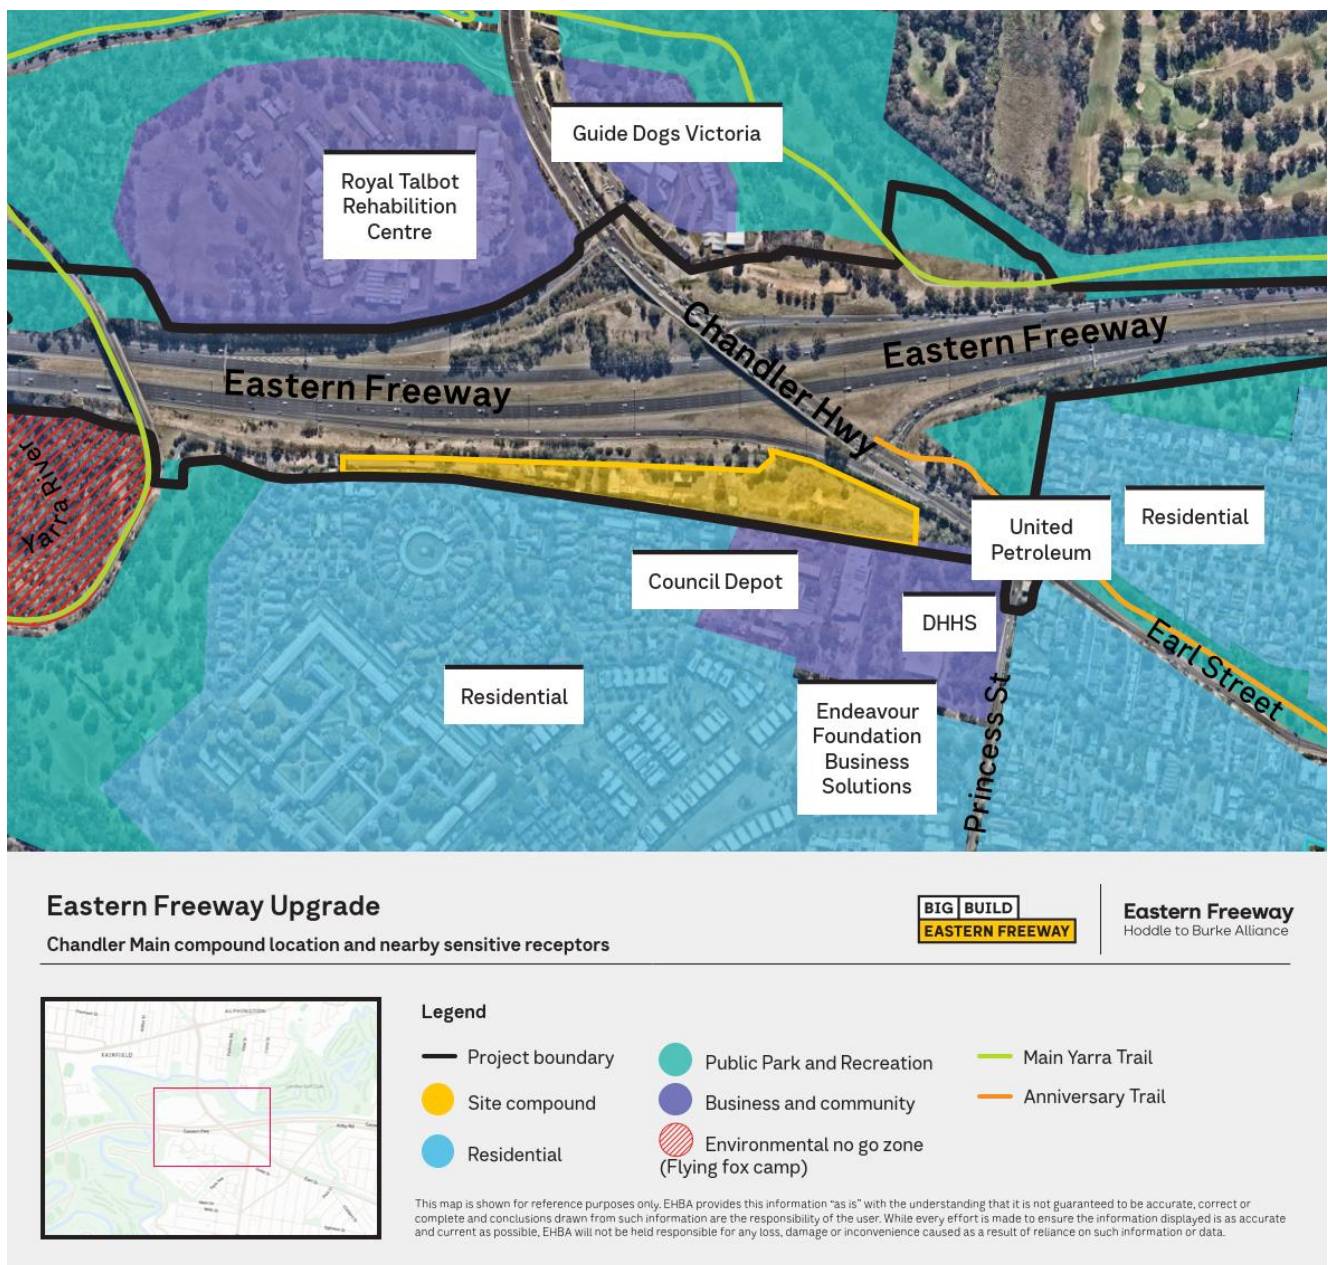 Guide Dogs Victoria
Royal Talbot
Rehabilition
Centre
Chandler Hwy
Eastern Freeway
Eastern Freeway
Yarra River
United
Petroleum
Residential
Council Depot
DHHS
Earl Street
Residential
Endeavour
Foundation
Business
Solutions
Princess St
Eastern Freeway Upgrade
Chandler Main compound location and nearby sensitive receptors
BIG BUILD
EASTERN FREEWAY
Eastern Freeway
Hoddle to Burke Alliance
ALPHINGTON
FAIRFIELD
Legend
Project boundary
Site compound
Residential
Public Park and Recreation
Business and community
Environmental no go zone
(Flying fox camp)
Main Yarra Trail
Anniversary Trail
This map is shown for reference purposes only. EHBA provides this information "as is" with the understanding that it is not guaranteed to be accurate, correct or
complete and conclusions drawn from such information are the responsibility of the user. While every effort is made to ensure the information displayed is as accurate
and current as possible, EHBA will not be held responsible for any loss, damage or inconvenience caused as a result of reliance on such information or data.